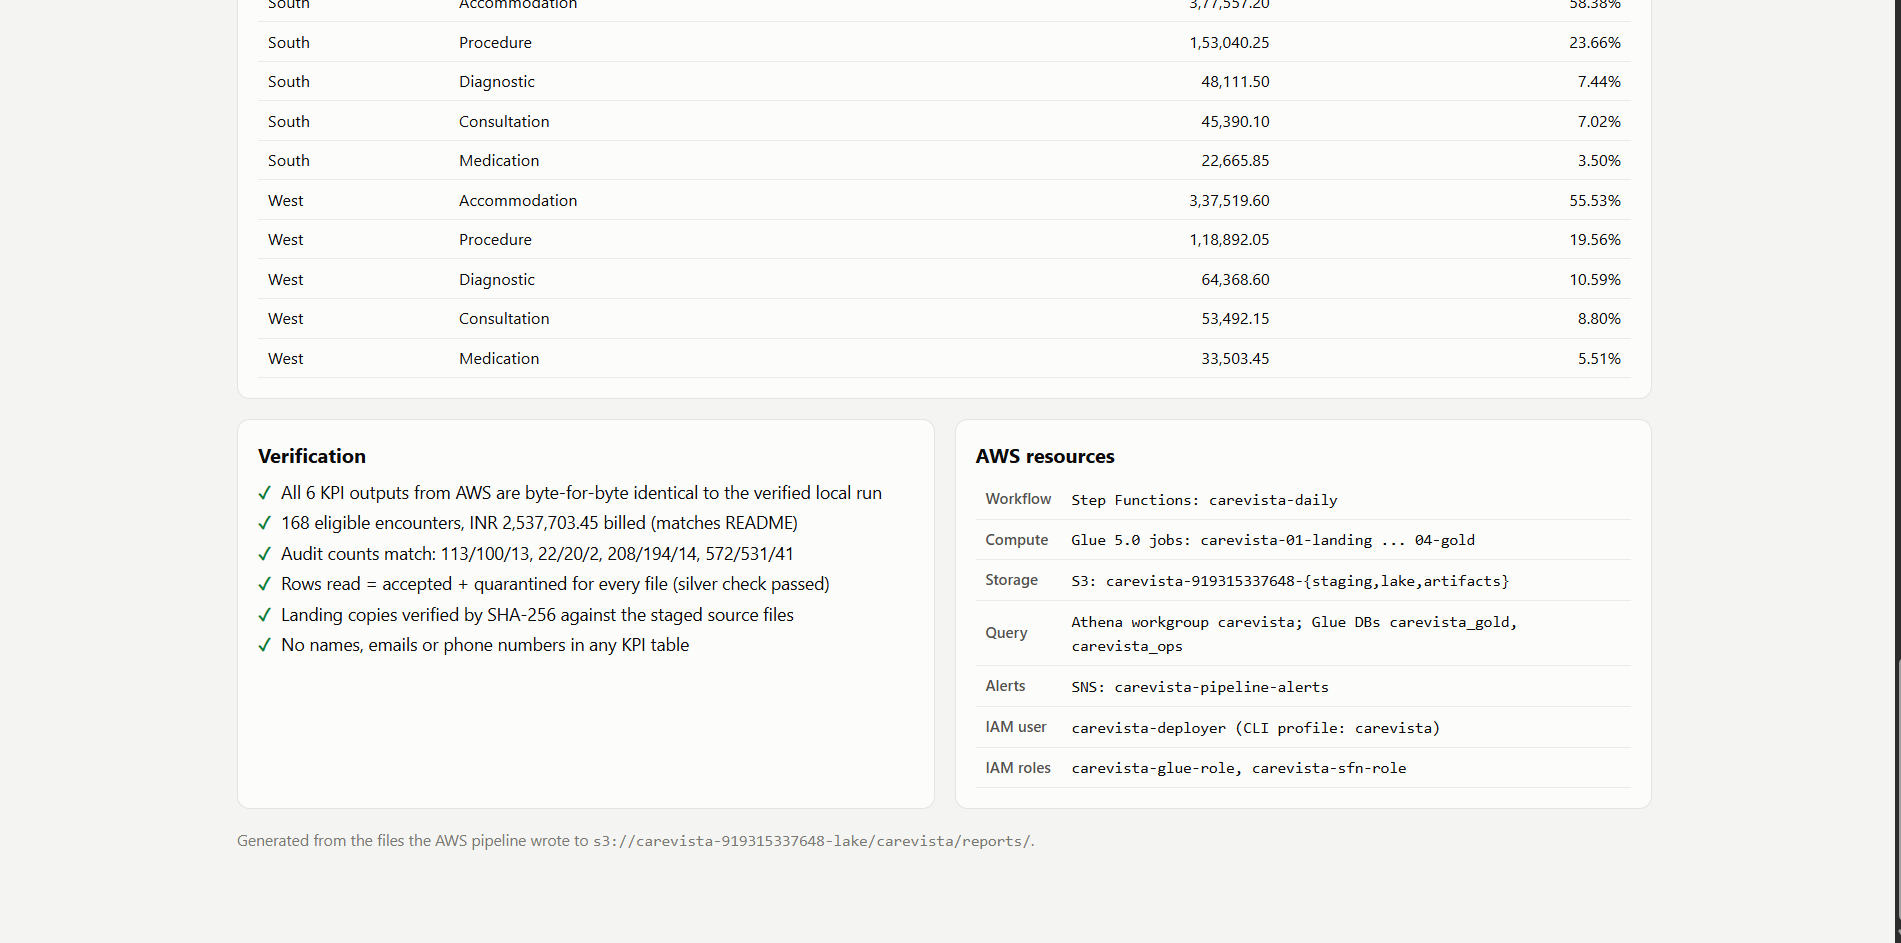 South Accommodation 3,77,557.20 58.38%
South Procedure 1,53,040.25 23.66%
South Diagnostic 48,111.50 7.44%
South Consultation 45,390.10 7.02%
South Medication 22,665.85 3.50%
West Accommodation 3,37,519.60 55.53%
West Procedure 1,18,892.05 19.56%
West Diagnostic 64,368.60 10.59%
West Consultation 53,492.15 8.80%
West Medication 33,503.45 5.51%
Verification
✓ All 6 KPI outputs from AWS are byte-for-byte identical to the verified local run
✓ 168 eligible encounters, INR 2,537,703.45 billed (matches README)
✓ Audit counts match: 113/100/13, 22/20/2, 208/194/14, 572/531/41
✓ Rows read = accepted + quarantined for every file (silver check passed)
✓ Landing copies verified by SHA-256 against the staged source files
✓ No names, emails or phone numbers in any KPI table
AWS resources
Workflow Step Functions: carevista-daily
Compute Glue 5.0 jobs: carevista-01-landing ... 04-gold
Storage S3: carevista-919315337648-{staging,lake,artifacts}
Query Athena workgroup carevista; Glue DBs carevista_gold,
carevista_ops
Alerts SNS: carevista-pipeline-alerts
IAM user carevista-deployer (CLI profile: carevista)
IAM roles carevista-glue-role, carevista-sfn-role
Generated from the files the AWS pipeline wrote to s3://carevista-919315337648-lake/carevista/reports/.